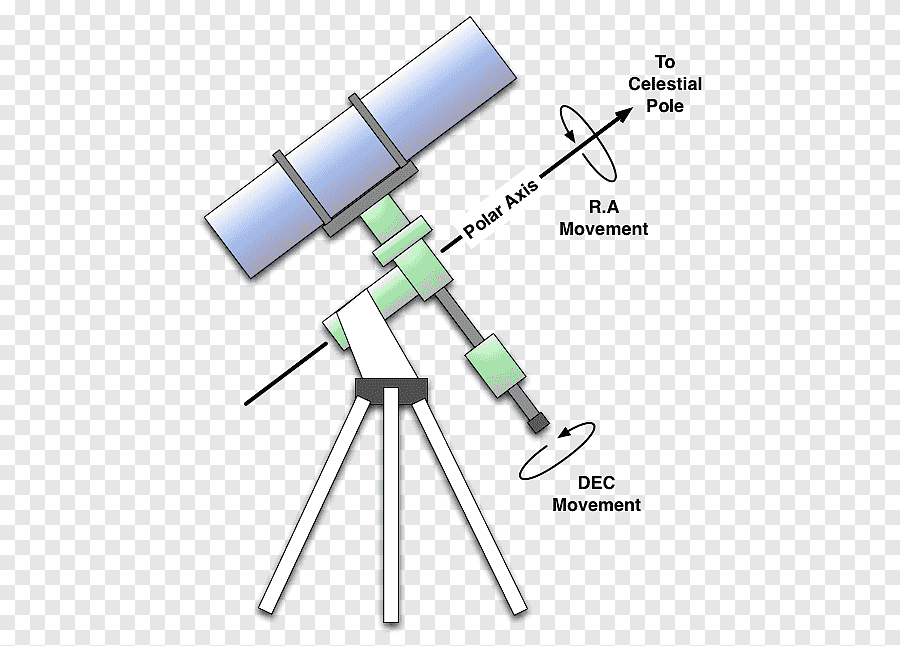 To
Celestial
Pole
Polar Axis
R.A
Movement
DEC
Movement